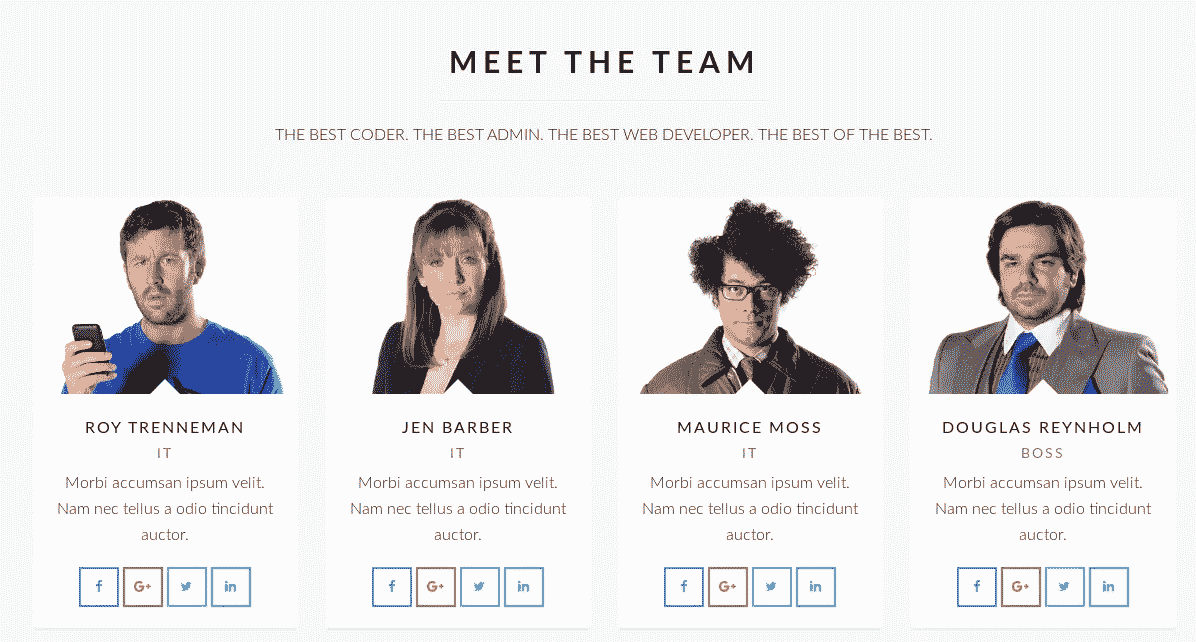 MEET THE TEAM
THE BEST CODER. THE BEST ADMIN. THE BEST WEB DEVELOPER. THE BEST OF THE BEST.
ROY TRENNEMAN
IT
Morbi accumsan ipsum velit.
Nam nec tellus a odio tincidunt
auctor.
f G+ in
JEN BARBER
IT
Morbi accumsan ipsum velit.
Nam nec tellus a odio tincidunt
auctor.
f G+ in
MAURICE MOSS
IT
Morbi accumsan ipsum velit.
Nam nec tellus a odio tincidunt
auctor.
f G+ in
DOUGLAS REYNHOLM
BOSS
Morbi accumsan ipsum velit.
Nam nec tellus a odio tincidunt
auctor.
f G+ in